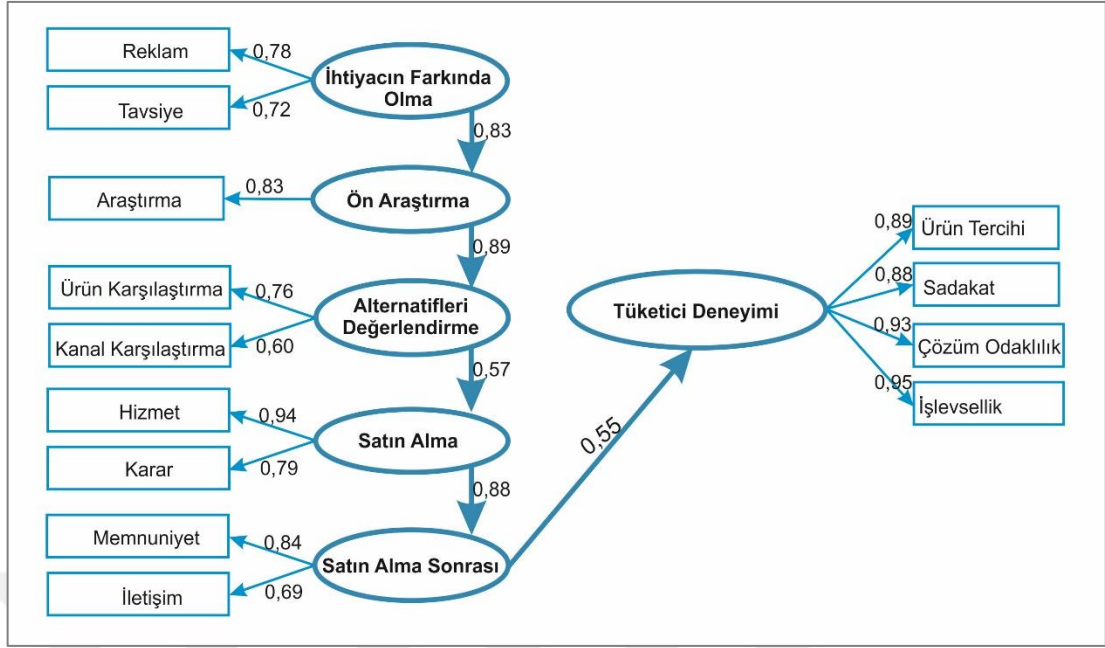 Reklam
0,78
Tavsiye
0,72
İhtiyacın Farkında
Olma
0,83
Araştırma
0,83
Ön Araştırma
0,89
Ürün Karşılaştırma
0,76
Kanal Karşılaştırma
0,60
Alternatifleri
Değerlendirme
0,57
Hizmet
0,94
Karar
0,79
Satın Alma
0,88
Memnuniyet
0,84
İletişim
0,69
Satın Alma Sonrası
0,55
Tüketici Deneyimi
0,89
Ürün Tercihi
0,88
Sadakat
0,93
Çözüm Odaklılık
0,95
İşlevsellik